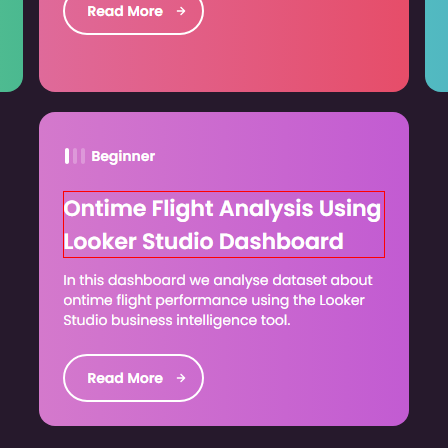 Read More →
Beginner
Ontime Flight Analysis Using
Looker Studio Dashboard
In this dashboard we analyse dataset about
ontime flight performance using the Looker
Studio business intelligence tool.
Read More →